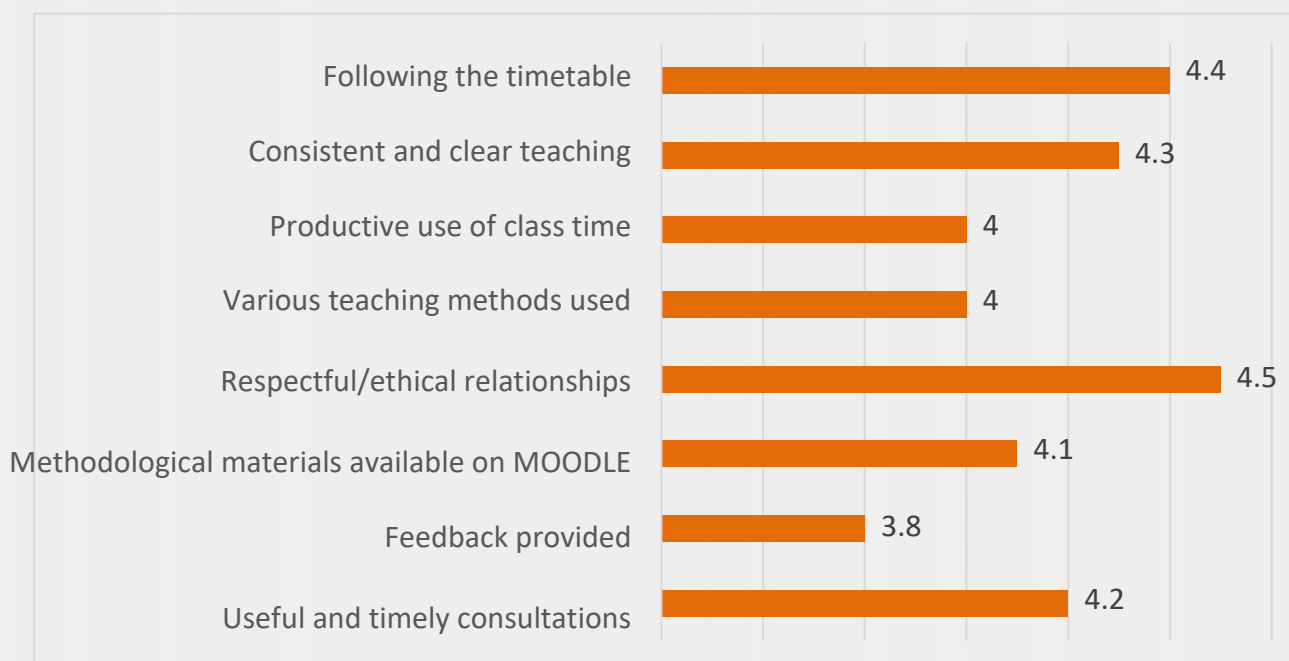 Following the timetable 4.4
Consistent and clear teaching 4.3
Productive use of class time 4
Various teaching methods used 4
Respectful/ethical relationships 4.5
Methodological materials available on MOODLE 4.1
Feedback provided 3.8
Useful and timely consultations 4.2